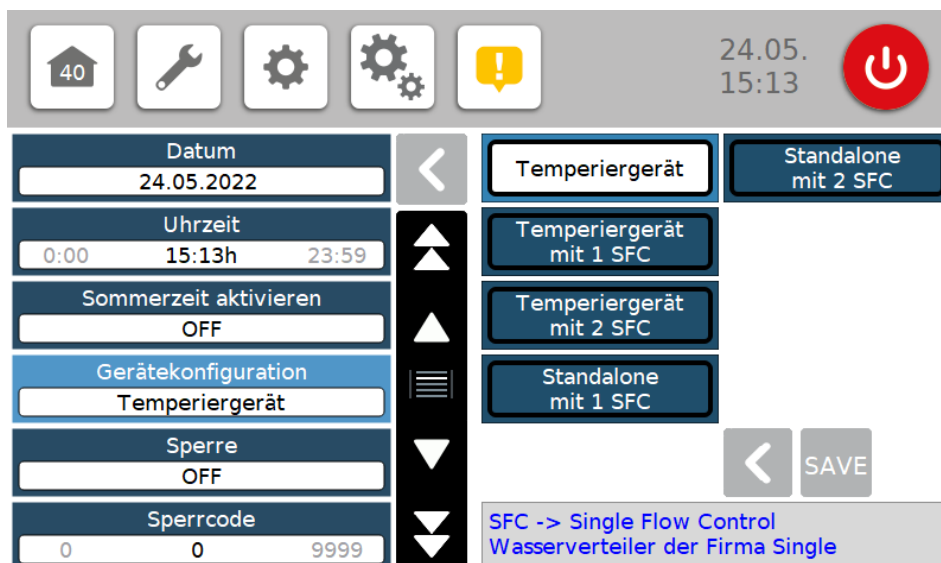 40
24.05.
15:13
Datum
24.05.2022
Uhrzeit
0:00 15:13h 23:59
Sommerzeit aktivieren
OFF
Gerätekonfiguration
Temperiergerät
Sperre
OFF
Sperrcode
0 0 9999
Temperiergerät
Standalone
mit 2 SFC
Temperiergerät
mit 1 SFC
Temperiergerät
mit 2 SFC
Standalone
mit 1 SFC
SAVE
SFC -> Single Flow Control
Wasserverteiler der Firma Single